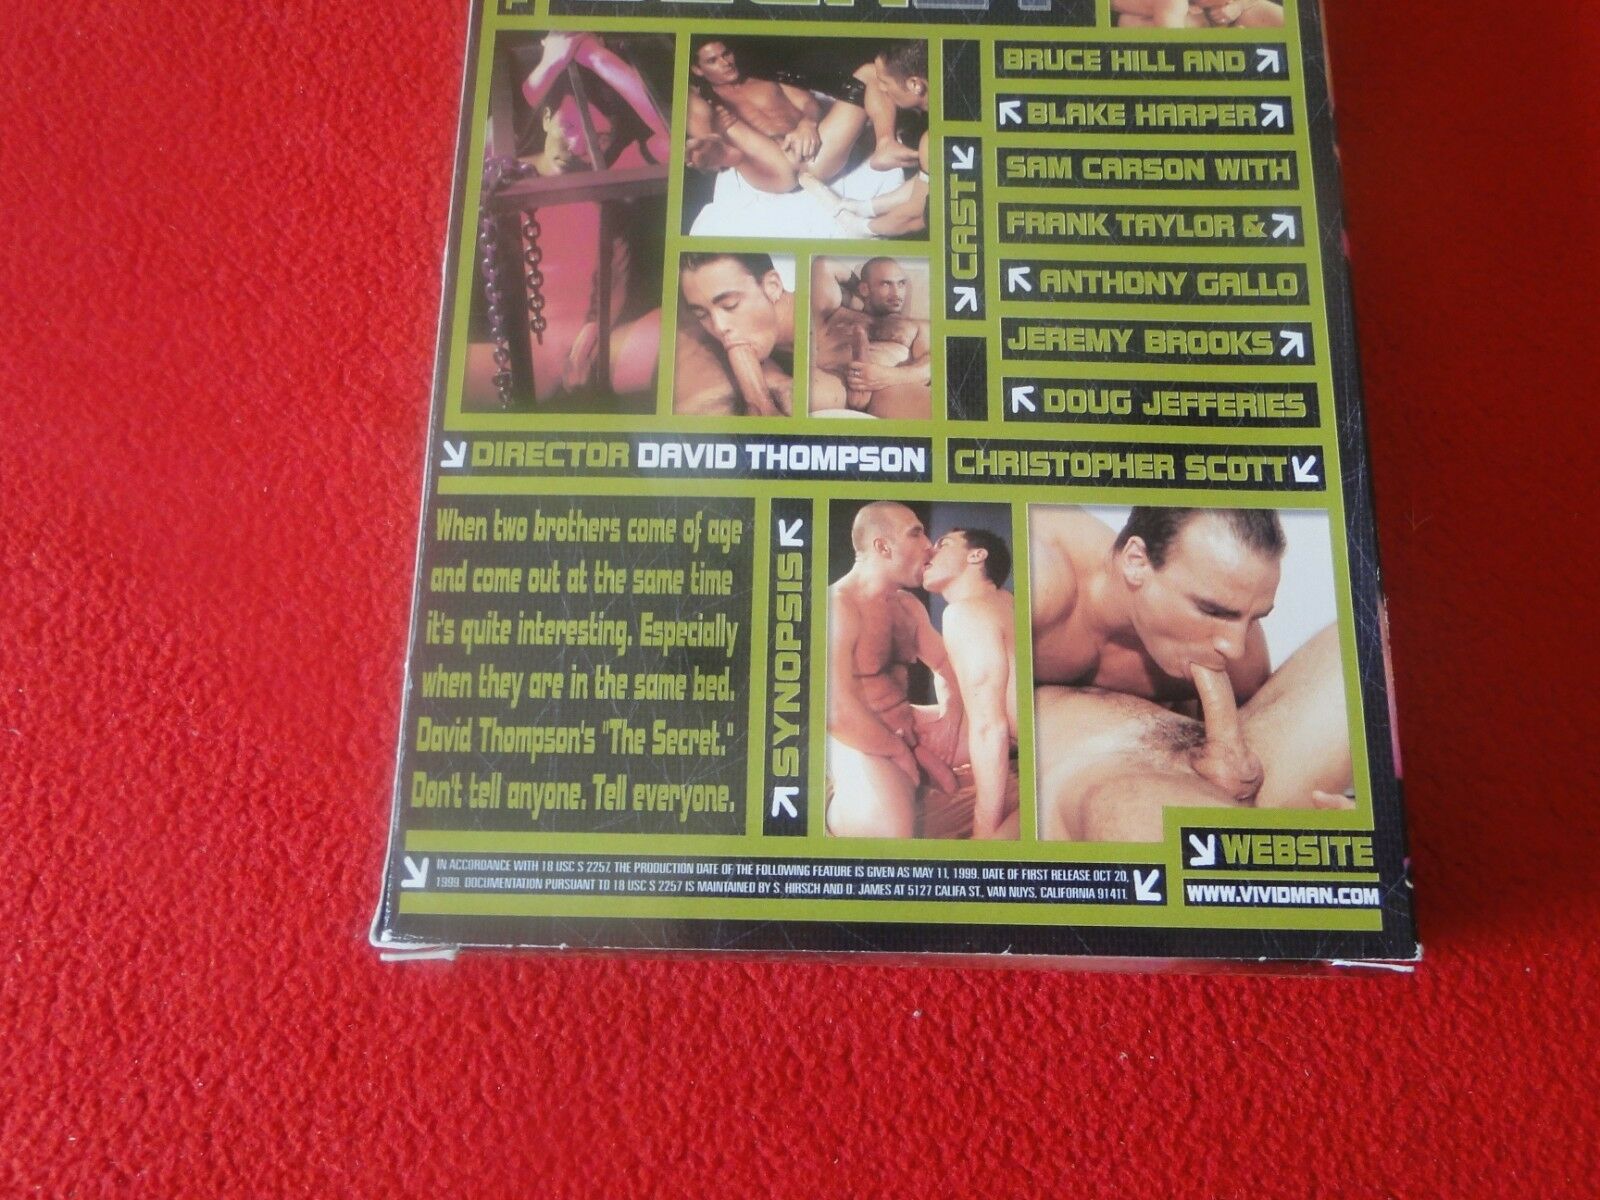 BRUCE HILL AND
BLAKE HARPER
SAM CARSON WITH
FRANK TAYLOR &
ANTHONY GALLO
JEREMY BROOKS
DOUG JEFFERIES
CHRISTOPHER SCOTT
CAST
DIRECTOR DAVID THOMPSON
When two brothers come of age
and come out at the same time
it's quite interesting. Especially
when they are in the same bed.
David Thompson's "The Secret."
Don't tell anyone. Tell everyone.
SYNOPSIS
IN ACCORDANCE WITH 18 USC S 2257, THE PRODUCTION DATE OF THE FOLLOWING FEATURE IS GIVEN AS MAY 11, 1999. DATE OF FIRST RELEASE OCT 20,
1999. DOCUMENTATION PURSUANT TO 18 USC S 2257 IS MAINTAINED BY S. HIRSCH AND D. JAMES AT 5127 CALIFA ST., VAN NUYS, CALIFORNIA 91411.
WEBSITE
WWW.VIVIDMAN.COM